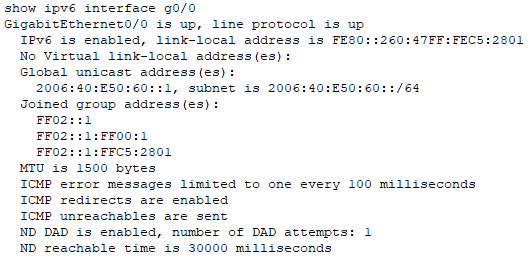 show ipv6 interface g0/0
GigabitEthernet0/0 is up, line protocol is up
IPv6 is enabled, link-local address is FE80::260:47FF:FEC5:2801
No Virtual link-local address(es):
Global unicast address(es):
2006:40:E50:60::1, subnet is 2006:40:E50:60::/64
Joined group address(es):
FF02::1
FF02::1:FF00:1
FF02::1:FFC5:2801
MTU is 1500 bytes
ICMP error messages limited to one every 100 milliseconds
ICMP redirects are enabled
ICMP unreachables are sent
ND DAD is enabled, number of DAD attempts: 1
ND reachable time is 30000 milliseconds